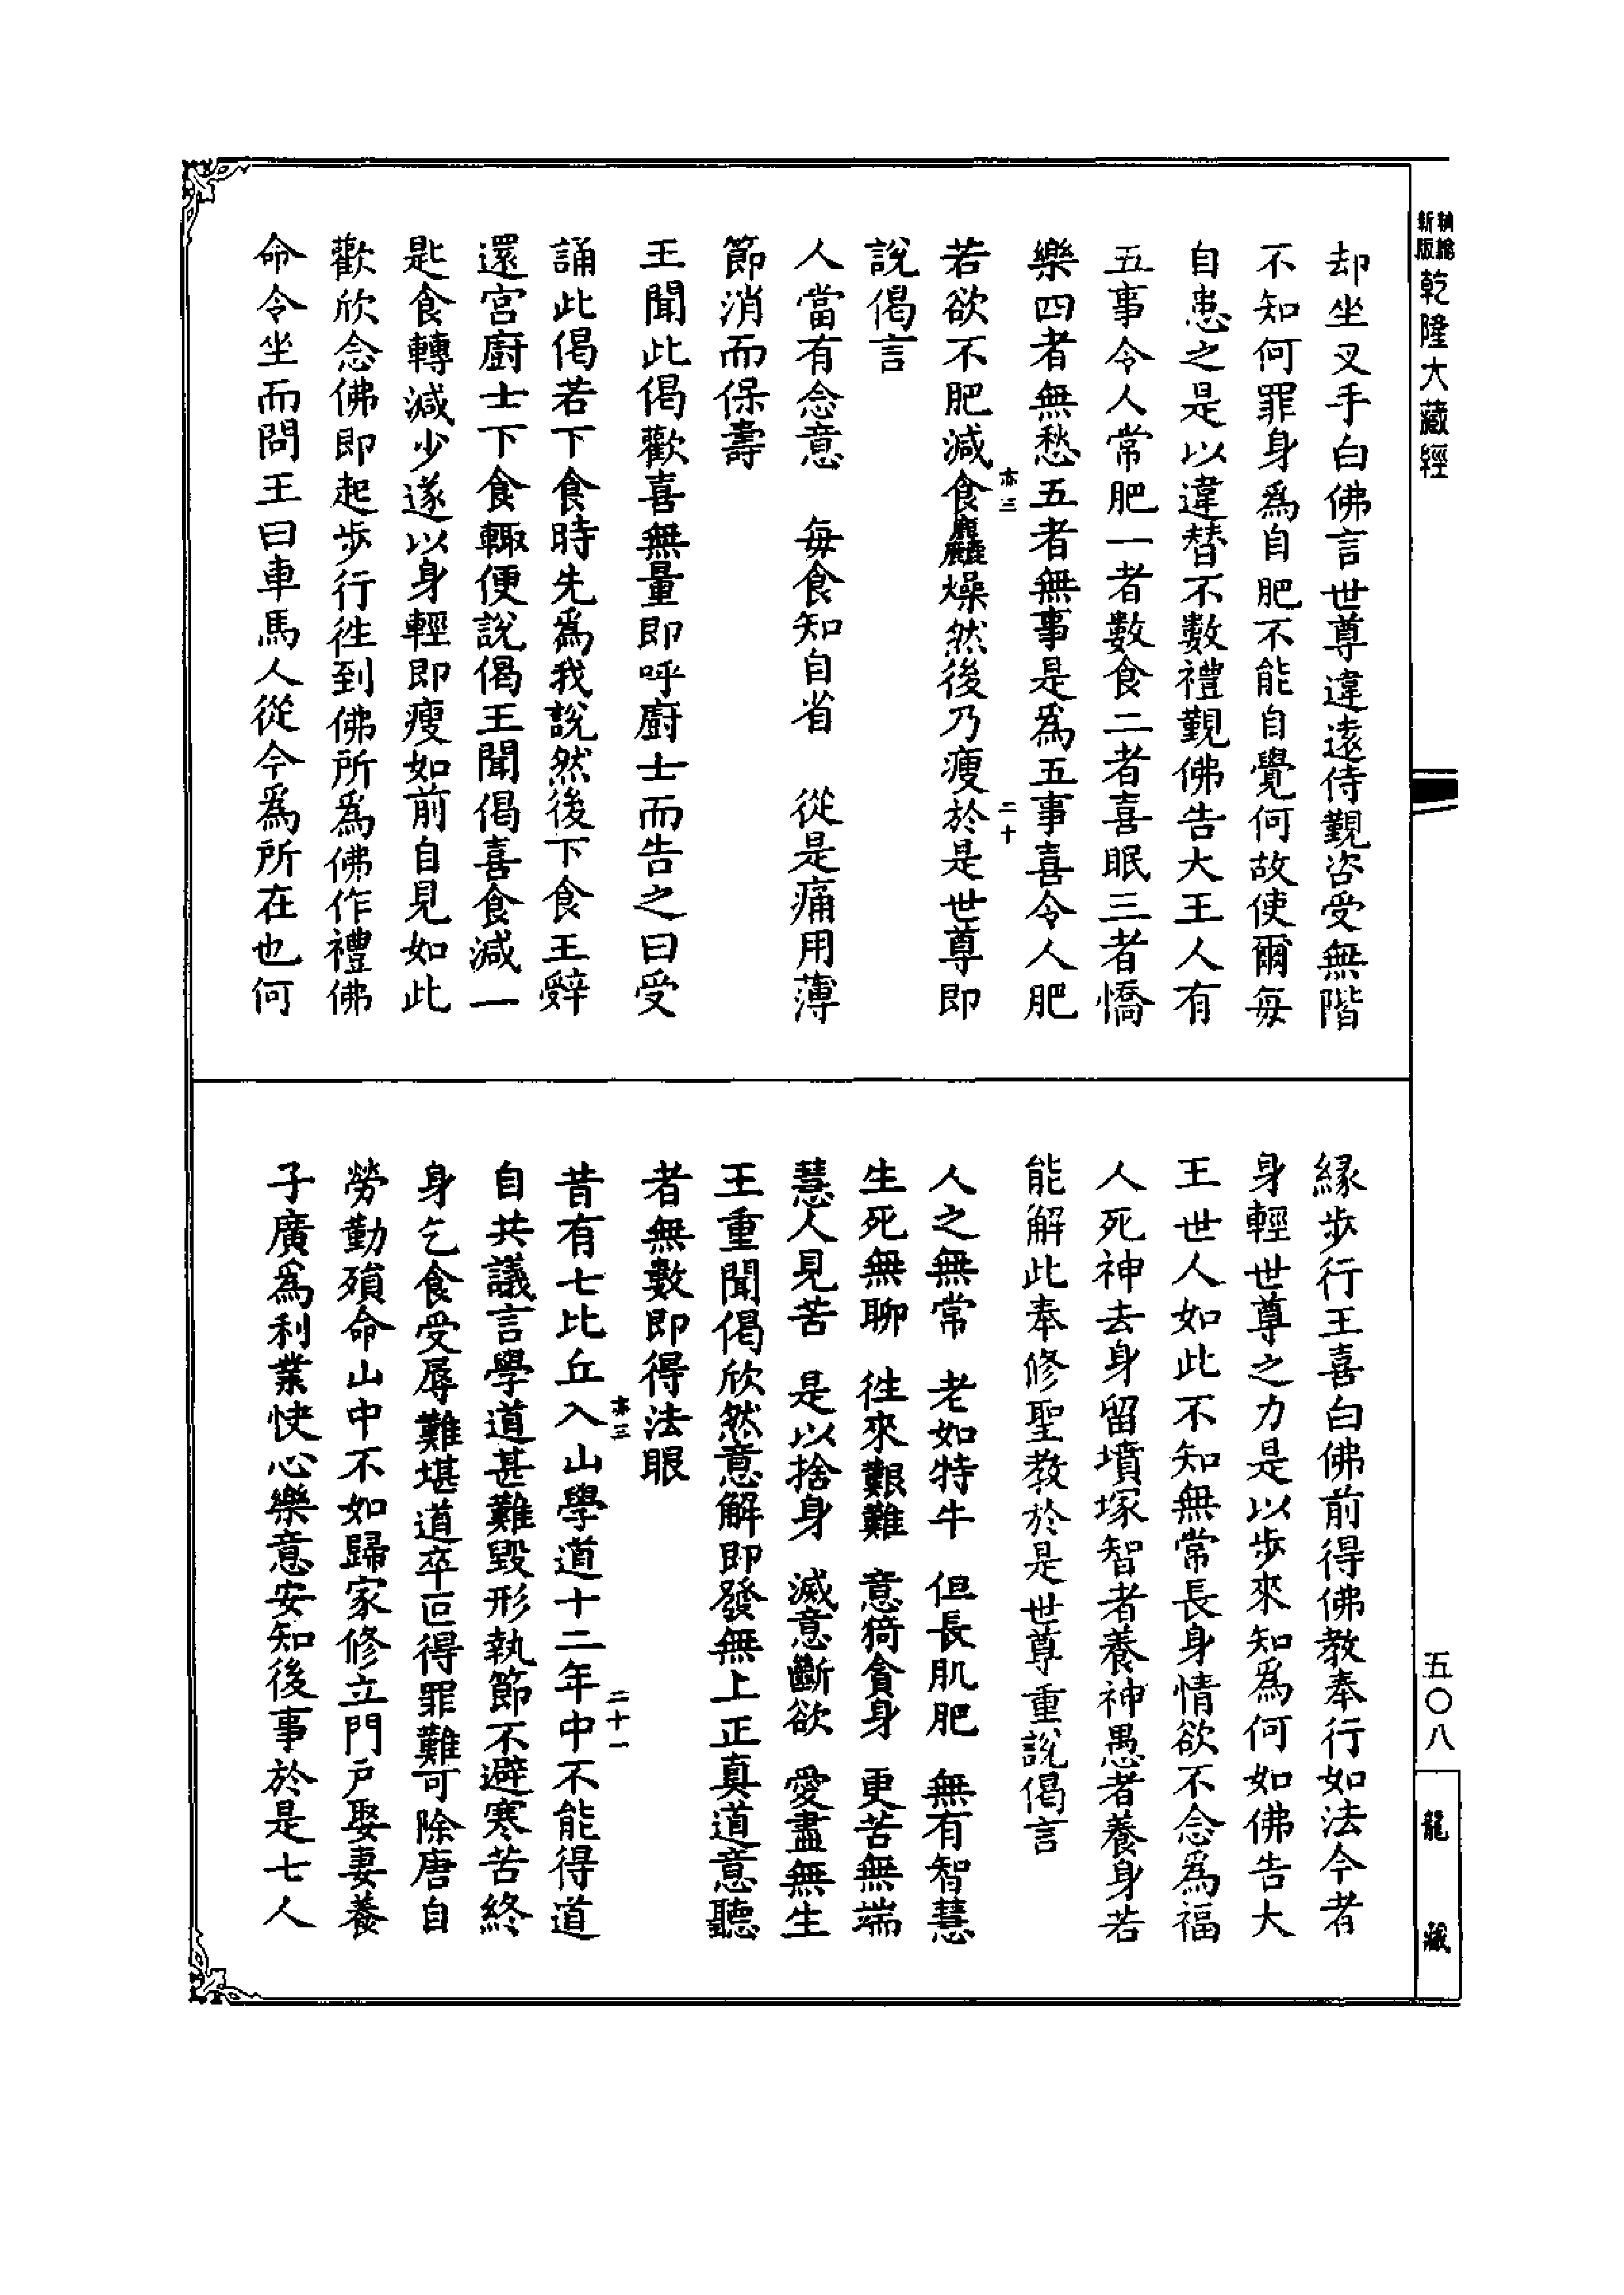 新版
精縮
乾隆大藏經
却坐叉手白佛言世尊違遠侍覲咨受無階
不知何罪身爲自肥不能自覺何故使爾每
自患之是以違替不數禮覲佛告大王人有
五事令人常肥一者數食二者喜眠三者憍
樂四者無愁五者無事是爲五事喜令人肥
亦三
二十
若欲不肥減食麤燥然後乃瘦於是世尊即
說偈言
人當有念意 每食知自省 從是痛用薄
節消而保壽
王聞此偈歡喜無量即呼廚士而告之曰受
誦此偈若下食時先爲我說然後下食王辭
還宮廚士下食輒便說偈王聞偈喜食減一
匙食轉減少遂以身輕即瘦如前自見如此
歡欣念佛即起步行徃到佛所爲佛作禮佛
命令坐而問王曰車馬人從今爲所在也何
緣步行王喜白佛前得佛教奉行如法今者
身輕世尊之力是以步來知爲何如佛告大
王世人如此不知無常長身情欲不念爲福
人死神去身留墳塚智者養神愚者養身若
能解此奉修聖教於是世尊重說偈言
人之無常 老如特牛 但長肌肥 無有智慧
生死無聊 徃來艱難 意猗貪身 更苦無端
慧人見苦 是以捨身 滅意斷欲 愛盡無生
王重聞偈欣然意解即發無上正真道意聽
者無數即得法眼
亦三
二十一
昔有七比丘入山學道十二年中不能得道
自共議言學道甚難毀形執節不避寒苦終
身乞食受辱難堪道卒叵得罪難可除唐自
勞勤殞命山中不如歸家修立門戶娶妻養
子廣爲利業快心樂意安知後事於是七人
五〇八
龍藏